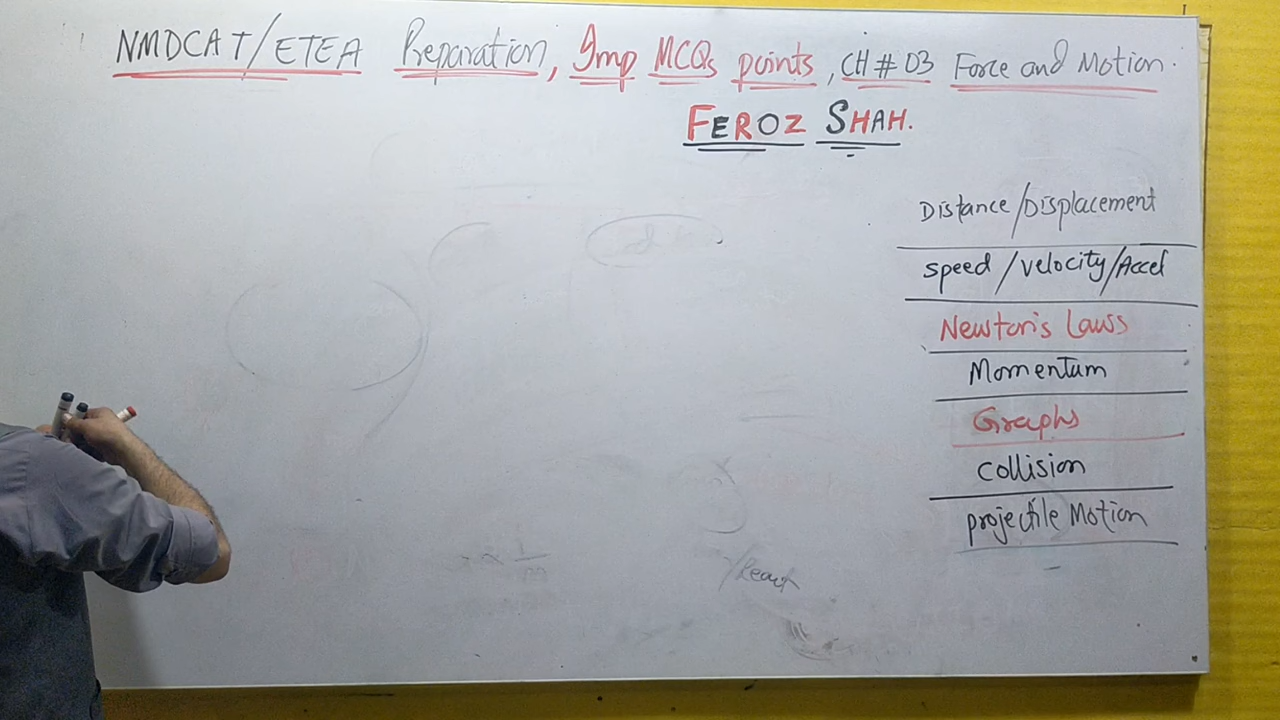 NMDCAT/ETEA Preparation, Imp MCQs points, CH # 03 Force and Motion.
FEROZ SHAH.
Distance/Displacement
speed / velocity/Accel
Newton's Laws
Momentum
Graphs
collision
projectile Motion